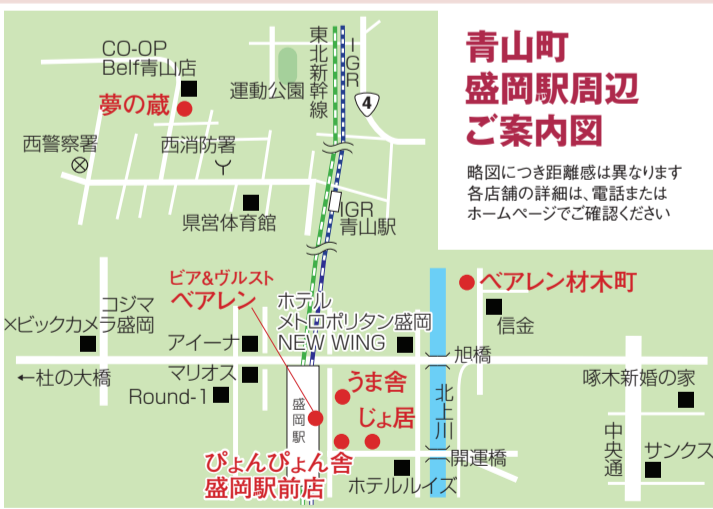 青山町
盛岡駅周辺
ご案内図
略図につき距離感は異なります
各店舗の詳細は、電話または
ホームページでご確認ください
CO-OP
Belf青山店
夢の蔵
西警察署
西消防署
運動公園
東北新幹線
IGR
4
県営体育館
IGR
青山駅
ビア&ヴルスト
ベアレン
コジマ
×ビックカメラ盛岡
ホテル
メトロポリタン盛岡
NEW WING
ベアレン材木町
信金
アイーナ
旭橋
←杜の大橋
マリオス
Round-1
盛岡駅
うま舎
じょ居
北上川
啄木新婚の家
ぴょんぴょん舎
盛岡駅前店
開運橋
ホテルルイズ
中央通
サンクス